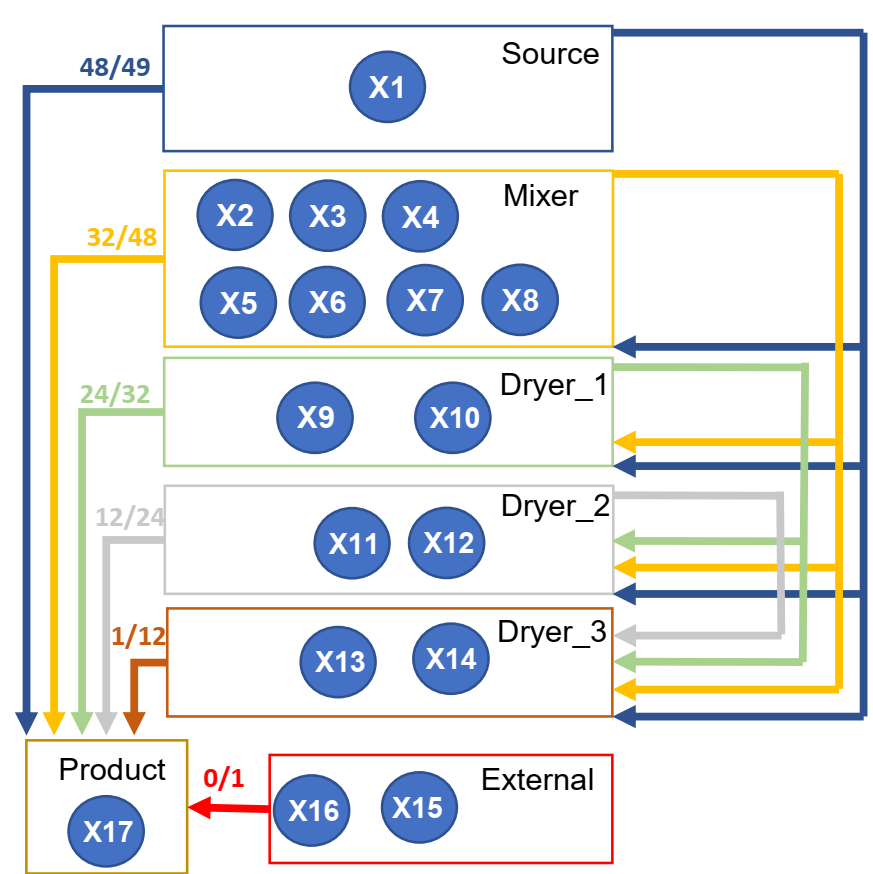 48/49
Source
X1
Mixer
X2 X3 X4
32/48
X5 X6 X7 X8
Dryer_1
24/32
X9 X10
Dryer_2
12/24
X11 X12
Dryer_3
1/12
X13 X14
Product
0/1
External
X17
X16 X15